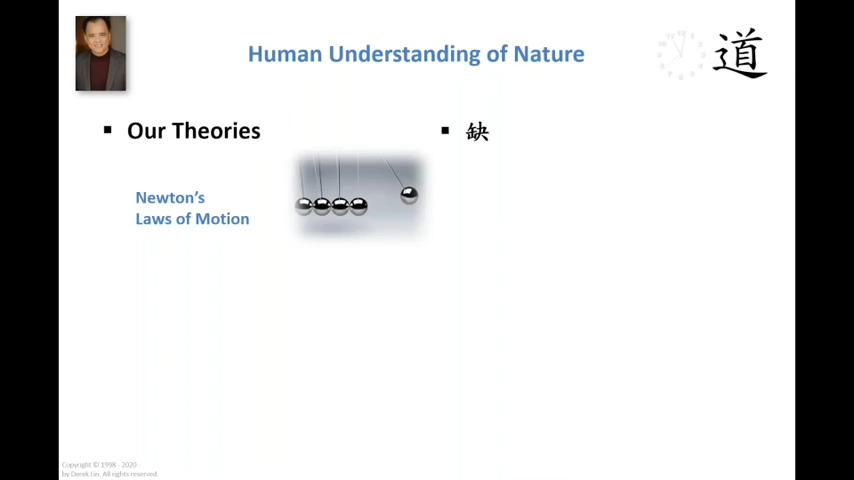 Human Understanding of Nature
道
▪ Our Theories
▪ 缺
Newton's
Laws of Motion
Copyright © 1998 - 2020
by Derek Lin. All rights reserved.